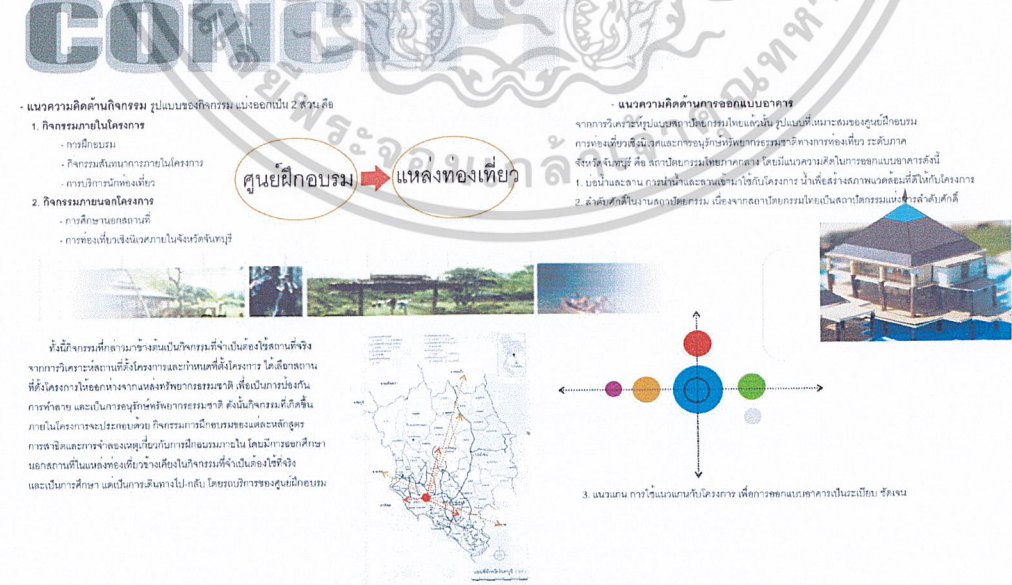 CONC
- แนวความคิดด้านกิจกรรม รูปแบบของกิจกรรม แบ่งออกเป็น 2 ส่วน คือ
1. กิจกรรมภายในโครงการ
- การฝึกอบรม
- กิจกรรมสันทนาการภายในโครงการ
- การบริการนักท่องเที่ยว
2. กิจกรรมภายนอกโครงการ
- การศึกษานอกสถานที่
- การท่องเที่ยวเชิงนิเวศภายในจังหวัดจันทบุรี
ศูนย์ฝึกอบรม
แหล่งท่องเที่ยว
- แนวความคิดด้านการออกแบบอาคาร
จากการวิเคราะห์รูปแบบสถาปัตยกรรมไทยแล้วนั้น รูปแบบที่เหมาะสมของศูนย์ฝึกอบรม
การท่องเที่ยวเชิงนิเวศและการอนุรักษ์ทรัพยากรธรรมชาติทางการท่องเที่ยว ระดับภาค
จังหวัดจันทบุรี คือ สถาปัตยกรรมไทยภาคกลาง โดยมีแนวความคิดในการออกแบบอาคารดังนี้
1. บ่อน้ำและลาน การนำน้ำและลานเข้ามาใช้กับโครงการ น้ำเพื่อสร้างสภาพแวดล้อมที่ดีให้กับโครงการ
2. ลำดับศักดิ์ในงานสถาปัตยกรรม เนื่องจากสถาปัตยกรรมไทยเป็นสถาปัตยกรรมแห่งการลำดับศักดิ์
ทั้งนี้กิจกรรมที่กล่าวมาข้างต้นเป็นกิจกรรมที่จำเป็นต้องใช้สถานที่จริง
จากการวิเคราะห์สถานที่ตั้งโครงการและกำหนดที่ตั้งโครงการ ได้เลือกสถาน
ที่ตั้งโครงการให้ออกห่างจากแหล่งทรัพยากรธรรมชาติ เพื่อเป็นการป้องกัน
การทำลาย และเป็นการอนุรักษ์ทรัพยากรธรรมชาติ ดังนั้นกิจกรรมที่เกิดขึ้น
ภายในโครงการจะประกอบด้วย กิจกรรมการฝึกอบรมของแต่ละหลักสูตร
การสาธิตและการจำลองเหตุเกี่ยวกับการฝึกอบรมภายใน โดยมีการออกศึกษา
นอกสถานที่ในแหล่งท่องเที่ยวข้างเคียงในกิจกรรมที่จำเป็นต้องใช้ที่จริง
และเป็นการศึกษา แต่เป็นการเดินทางไป-กลับ โดยรถบริการของศูนย์ฝึกอบรม
3. แนวแกน การใช้แนวแกนกับโครงการ เพื่อการออกแบบอาคารเป็นระเบียบ ชัดเจน